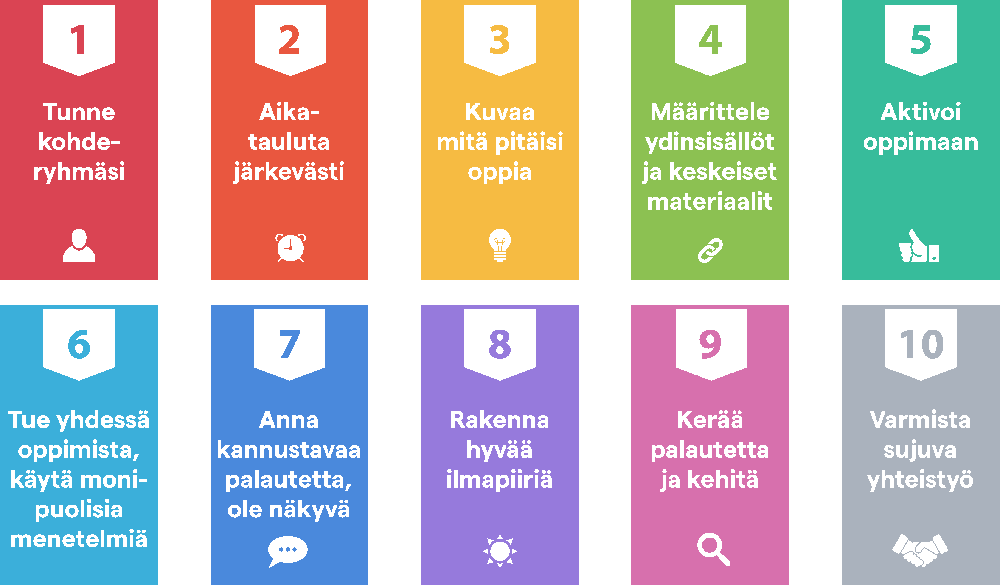 1
Tunne
kohde-
ryhmäsi
2
Aika-
tauluta
järkevästi
3
Kuvaa
mitä pitäisi
oppia
4
Määrittele
ydinsisällöt
ja keskeiset
materiaalit
5
Aktivoi
oppimaan
6
Tue yhdessä
oppimista,
käytä moni-
puolisia
menetelmiä
7
Anna
kannustavaa
palautetta,
ole näkyvä
8
Rakenna
hyvää
ilmapiiriä
9
Kerää
palautetta
ja kehitä
10
Varmista
sujuva
yhteistyö